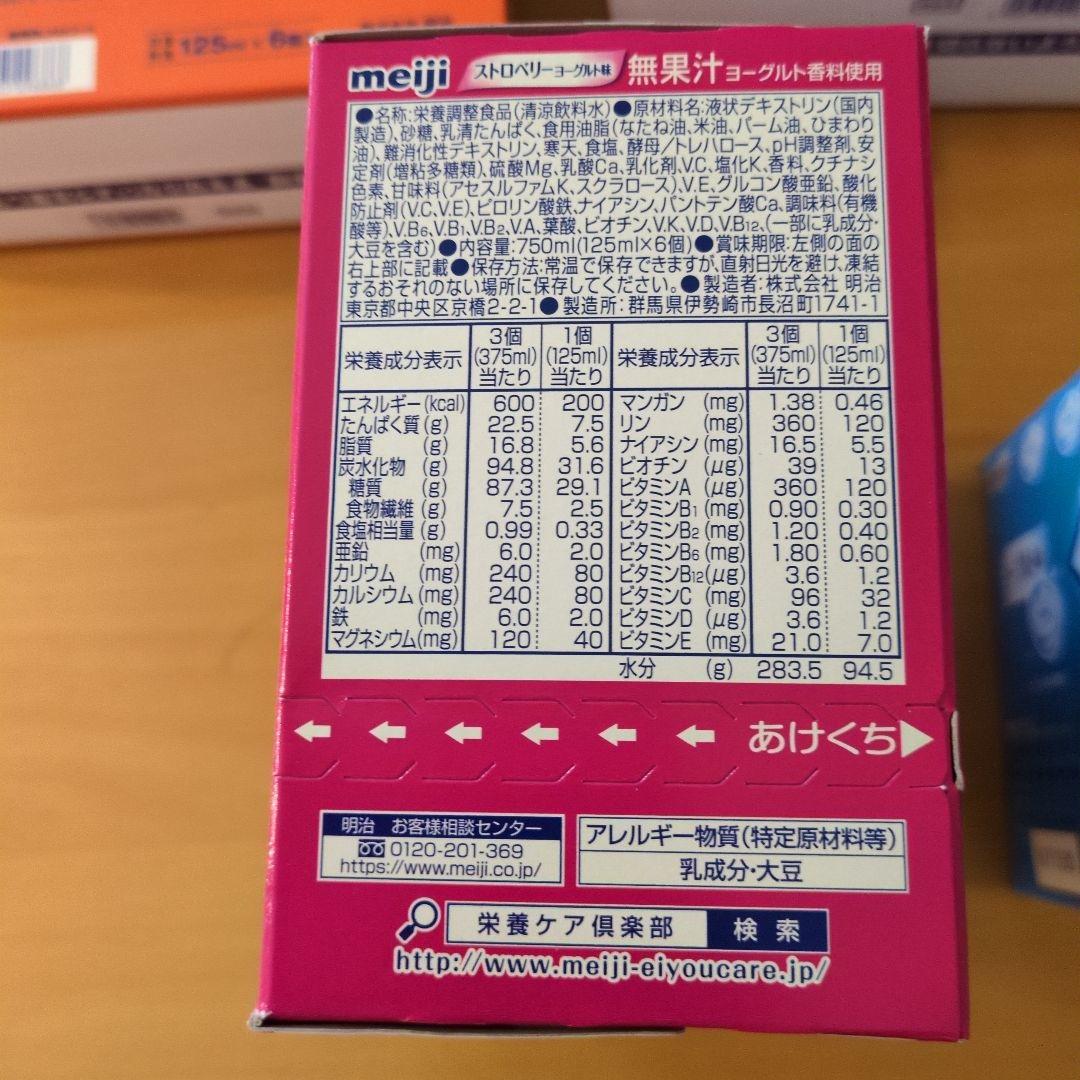 125ml×6
meiji ストロベリーヨーグルト味 無果汁 ヨーグルト香料使用
●名称:栄養調整食品(清涼飲料水)●原材料名:液状デキストリン(国内
製造)、砂糖、乳清たんぱく、食用油脂(なたね油、米油、パーム油、ひまわり
油)、難消化性デキストリン、寒天、食塩、酵母/トレハロース、pH調整剤、安
定剤(増粘多糖類)、硫酸Mg、乳酸Ca、乳化剤、V.C、塩化K、香料、クチナシ
色素、甘味料(アセスルファムK、スクラロース)、V.E、グルコン酸亜鉛、酸化
防止剤(V.C、V.E)、ピロリン酸鉄、ナイアシン、パントテン酸Ca、調味料(有機
酸等)、V.B6、V.B1、V.B2、V.A、葉酸、ビオチン、V.K、V.D、V.B12、(一部に乳成分・
大豆を含む)●内容量:750ml(125ml×6個)●賞味期限:左側の面の
右上部に記載●保存方法:常温で保存できますが、直射日光を避け、凍結
するおそれのない場所に保存してください。●製造者:株式会社 明治
東京都中央区京橋2-2-1●製造所:群馬県伊勢崎市長沼町1741-1
栄養成分表示 3個(375ml)当たり 1個(125ml)当たり 栄養成分表示 3個(375ml)当たり 1個(125ml)当たり
エネルギー(kcal) 600 200 マンガン (mg) 1.38 0.46
たんぱく質(g) 22.5 7.5 リン (mg) 360 120
脂質 (g) 16.8 5.6 ナイアシン (mg) 16.5 5.5
炭水化物 (g) 94.8 31.6 ビオチン (μg) 39 13
糖質 (g) 87.3 29.1 ビタミンA (μg) 360 120
食物繊維 (g) 7.5 2.5 ビタミンB1 (mg) 0.90 0.30
食塩相当量(g) 0.99 0.33 ビタミンB2 (mg) 1.20 0.40
亜鉛 (mg) 6.0 2.0 ビタミンB6 (mg) 1.80 0.60
カリウム (mg) 240 80 ビタミンB12(μg) 3.6 1.2
カルシウム(mg) 240 80 ビタミンC (mg) 96 32
鉄 (mg) 6.0 2.0 ビタミンD (μg) 3.6 1.2
マグネシウム(mg) 120 40 ビタミンE (mg) 21.0 7.0
水分 (g) 283.5 94.5
あけくち
明治 お客様相談センター
0120-201-369
https://www.meiji.co.jp/
アレルギー物質(特定原材料等)
乳成分・大豆
栄養ケア倶楽部 検索
http://www.meiji-eiyoucare.jp/